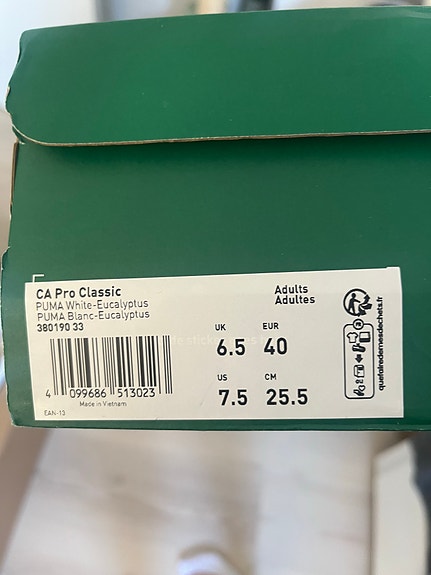 CA Pro Classic
PUMA White-Eucalyptus
PUMA Blanc-Eucalyptus
380190 33
Adults
Adultes
UK EUR
6.5 40
US CM
7.5 25.5
4 099686 513023
Made in Vietnam
EAN-13
quefairedemesdechets.fr